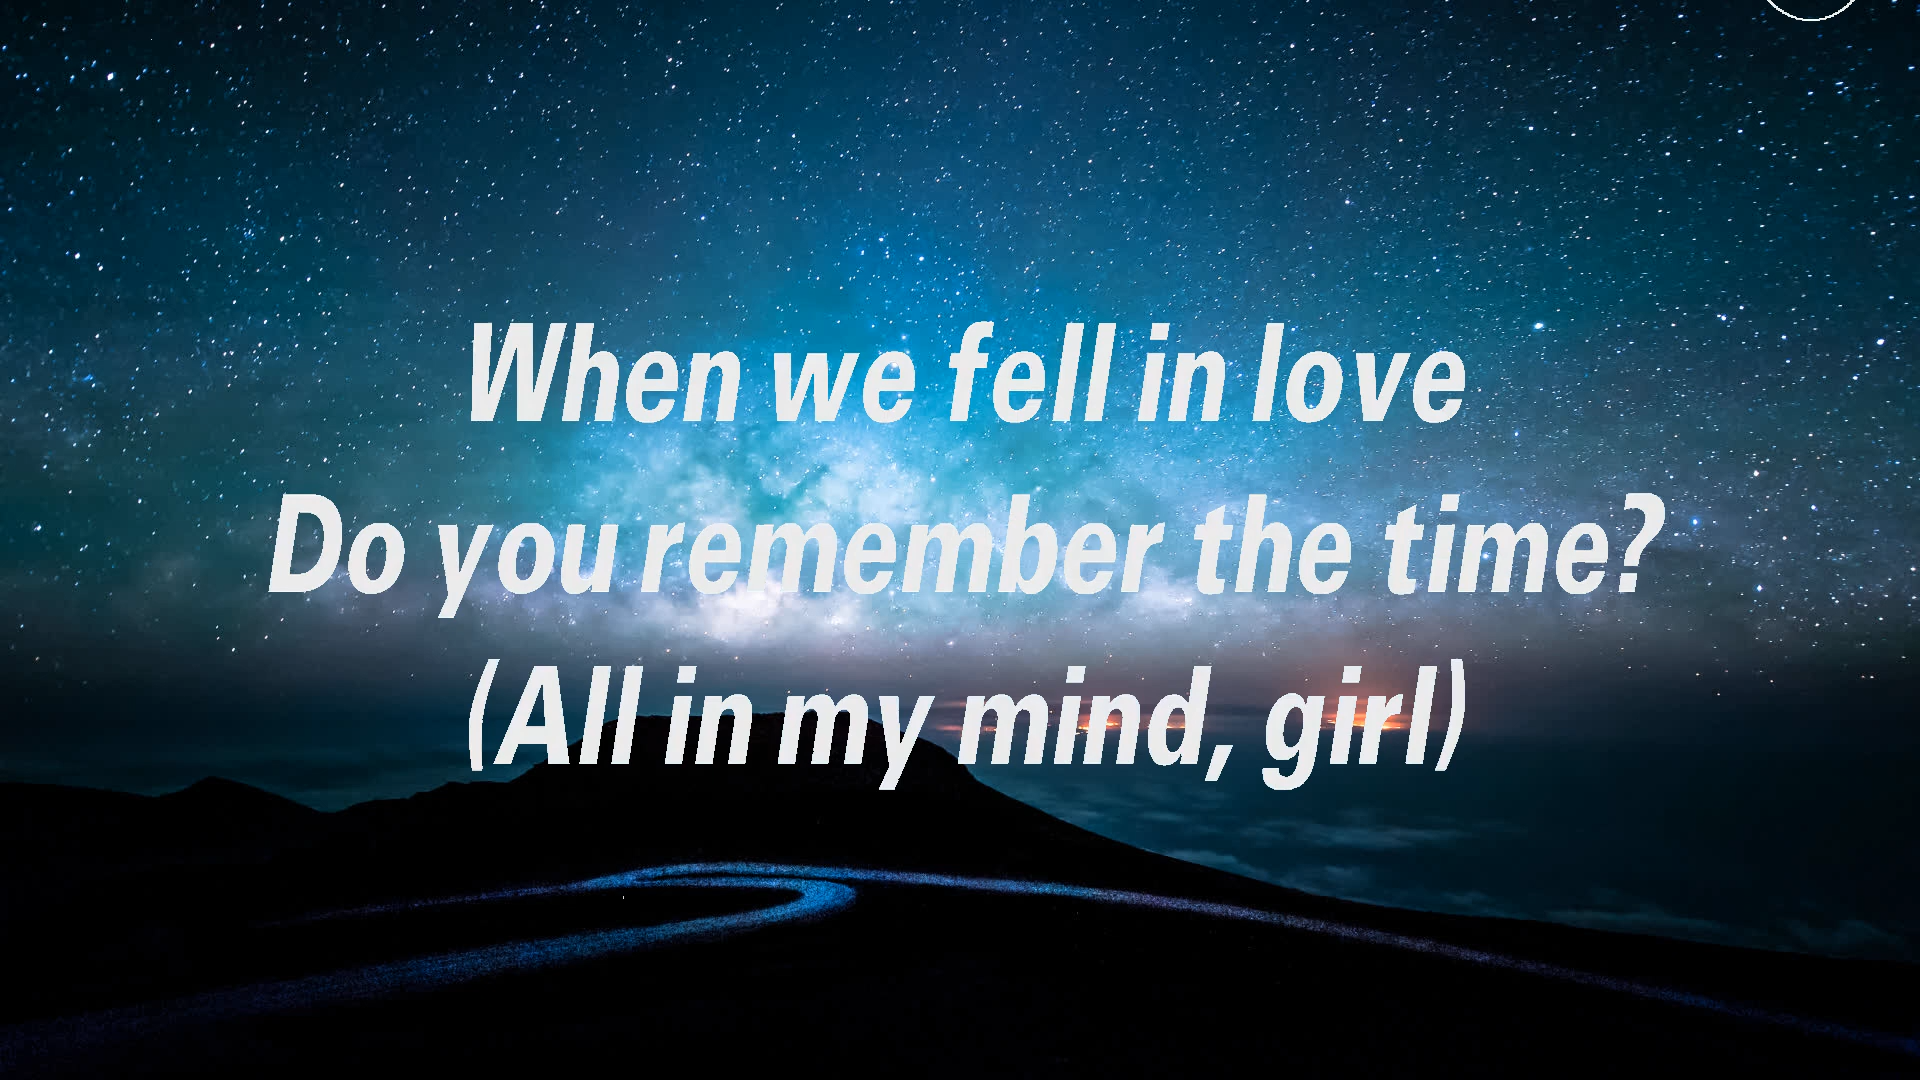 When we fell in love
Do you remember the time?
(All in my mind, girl)